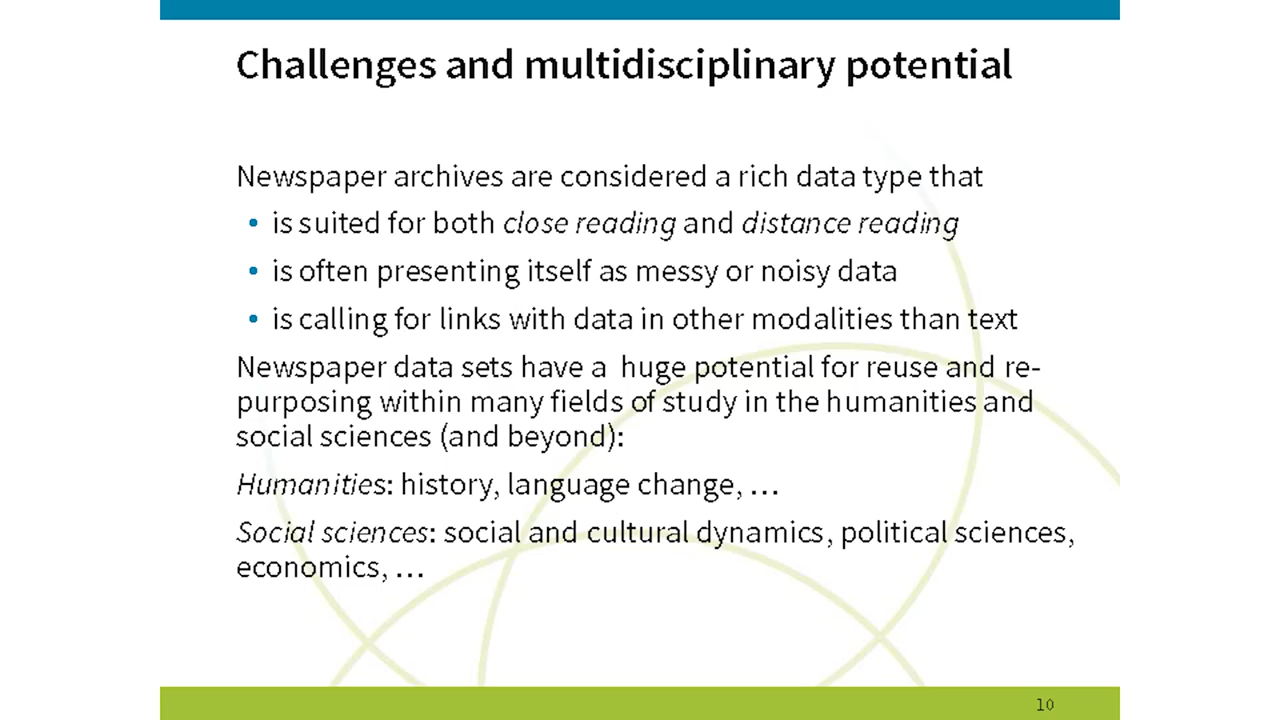 Challenges and multidisciplinary potential
Newspaper archives are considered a rich data type that
• is suited for both close reading and distance reading
• is often presenting itself as messy or noisy data
• is calling for links with data in other modalities than text
Newspaper data sets have a  huge potential for reuse and re-
purposing within many fields of study in the humanities and
social sciences (and beyond):
Humanities: history, language change, …
Social sciences: social and cultural dynamics, political sciences,
economics, …
10